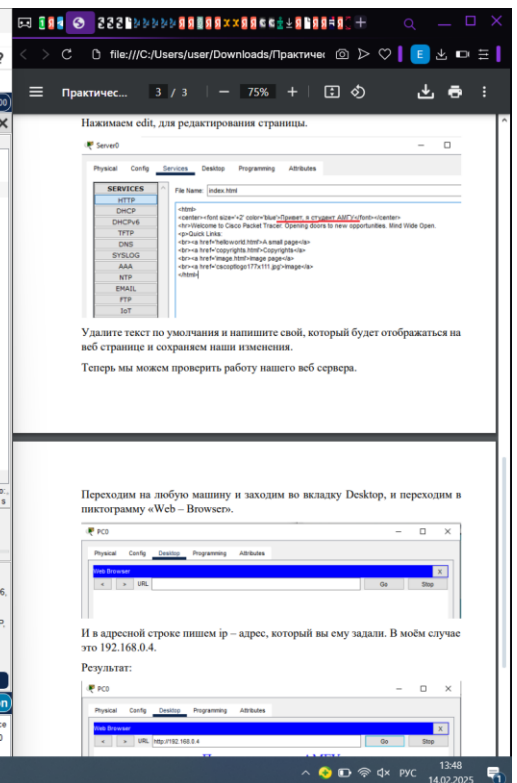 file:///C:/Users/user/Downloads/Практичес
E
Практичес...
3 / 3
75%
Нажимаем edit, для редактирования страницы.
Server0
Physical Config Services Desktop Programming Attributes
SERVICES
HTTP
DHCP
DHCPv6
TFTP
DNS
SYSLOG
AAA
NTP
EMAIL
FTP
IoT
File Name: index.html
<html>
<center><font size='+2' color='blue'>Привет, я студент АМГУ!</font></center>
<hr>Welcome to Cisco Packet Tracer. Opening doors to new opportunities. Mind Wide Open.
<p>Quick Links:
<br><a href='helloworld.html'>A small page</a>
<br><a href='copyrights.html'>Copyrights</a>
<br><a href='image.html'>Image page</a>
<br><a href='cscoptlogo177x111.jpg'>Image</a>
</html>
Удалите текст по умолчания и напишите свой, который будет отображаться на
веб странице и сохраняем наши изменения.
Теперь мы можем проверить работу нашего веб сервера.
Переходим на любую машину и заходим во вкладку Desktop, и переходим в
пиктограмму «Web – Browser».
PC0
Physical Config Desktop Programming Attributes
Web Browser
X
< > URL Go Stop
И в адресной строке пишем ip – адрес, который вы ему задали. В моём случае
это 192.168.0.4.
Результат:
PC0
Physical Config Desktop Programming Attributes
Web Browser
X
< > URL http://192.168.0.4 Go Stop
РУС
13:48
14.02.2025